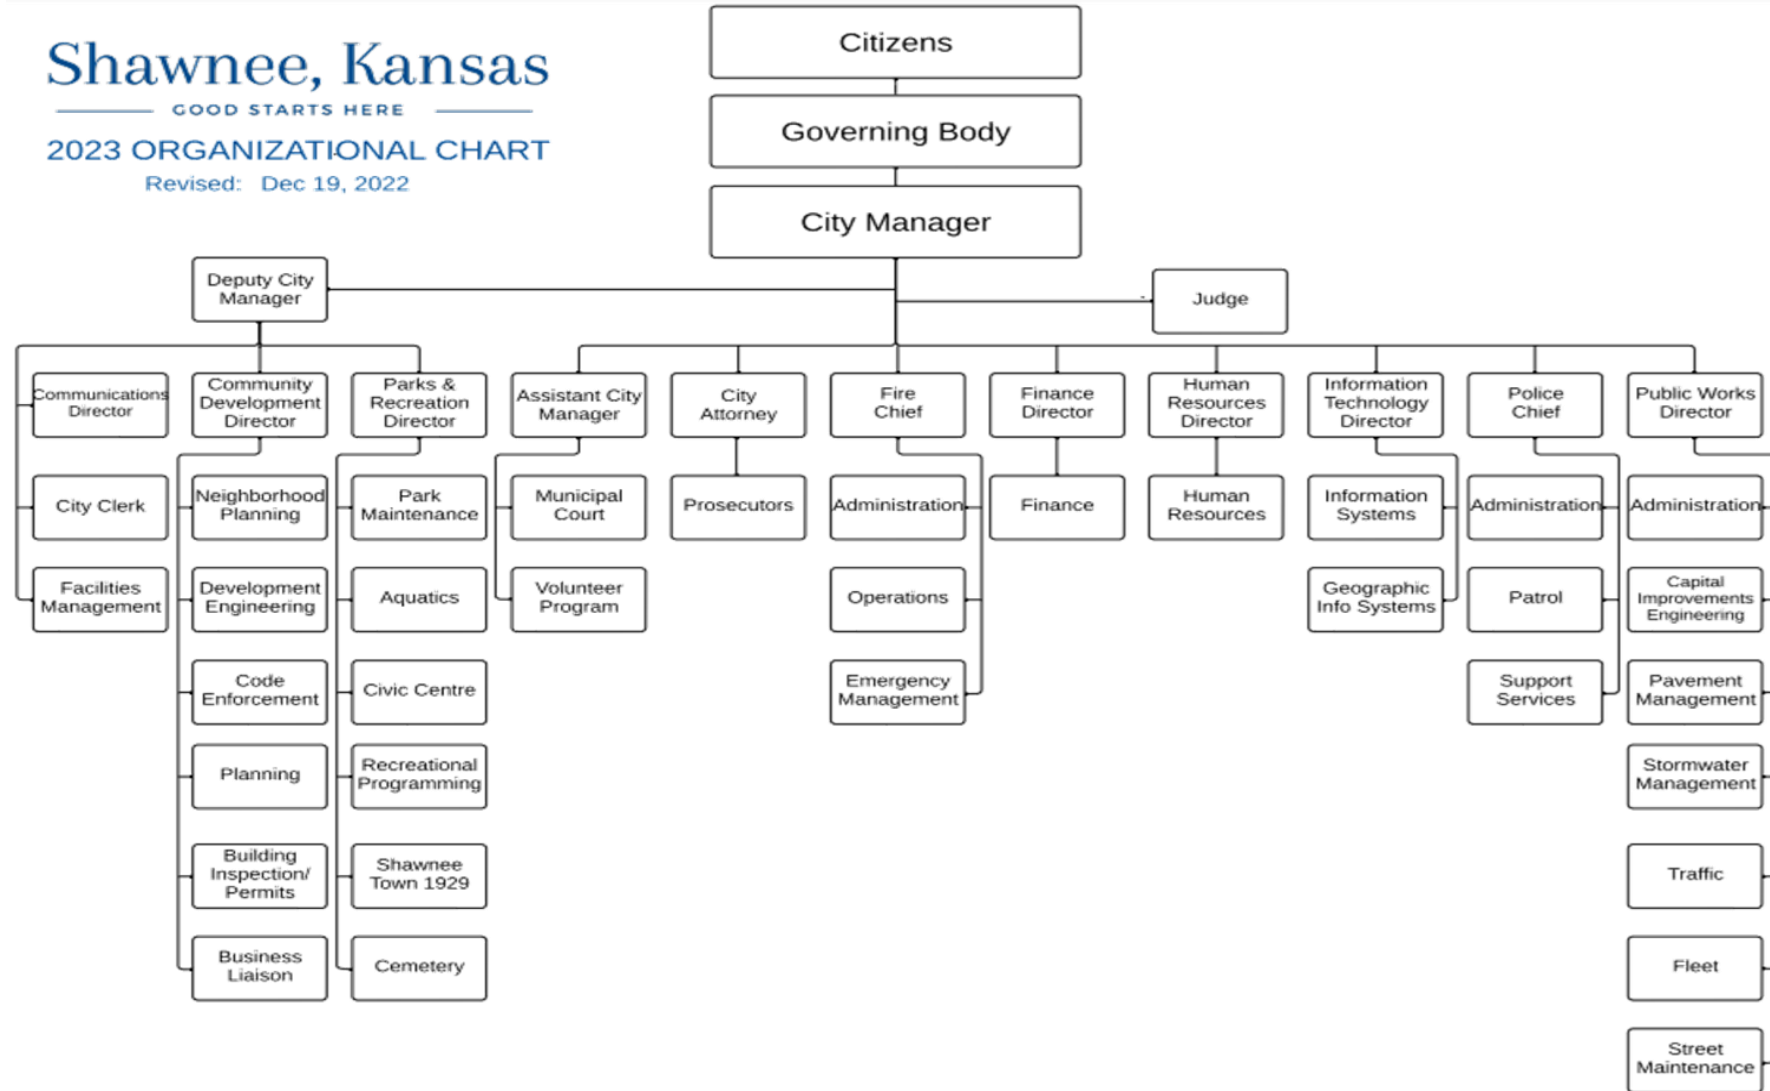 Shawnee, Kansas
GOOD STARTS HERE
2023 ORGANIZATIONAL CHART
Revised: Dec 19, 2022
Citizens
Governing Body
City Manager
Deputy City
Manager
Judge
Communications
Director
Community
Development
Director
Parks &
Recreation
Director
Assistant City
Manager
City
Attorney
Fire
Chief
Finance
Director
Human
Resources
Director
Information
Technology
Director
Police
Chief
Public Works
Director
City Clerk
Neighborhood
Planning
Park
Maintenance
Municipal
Court
Prosecutors
Administration
Finance
Human
Resources
Information
Systems
Administration
Administration
Facilities
Management
Development
Engineering
Aquatics
Volunteer
Program
Operations
Geographic
Info Systems
Patrol
Capital
Improvements
Engineering
Code
Enforcement
Civic Centre
Emergency
Management
Support
Services
Pavement
Management
Planning
Recreational
Programming
Stormwater
Management
Building
Inspection/
Permits
Shawnee
Town 1929
Traffic
Business
Liaison
Cemetery
Fleet
Street
Maintenance